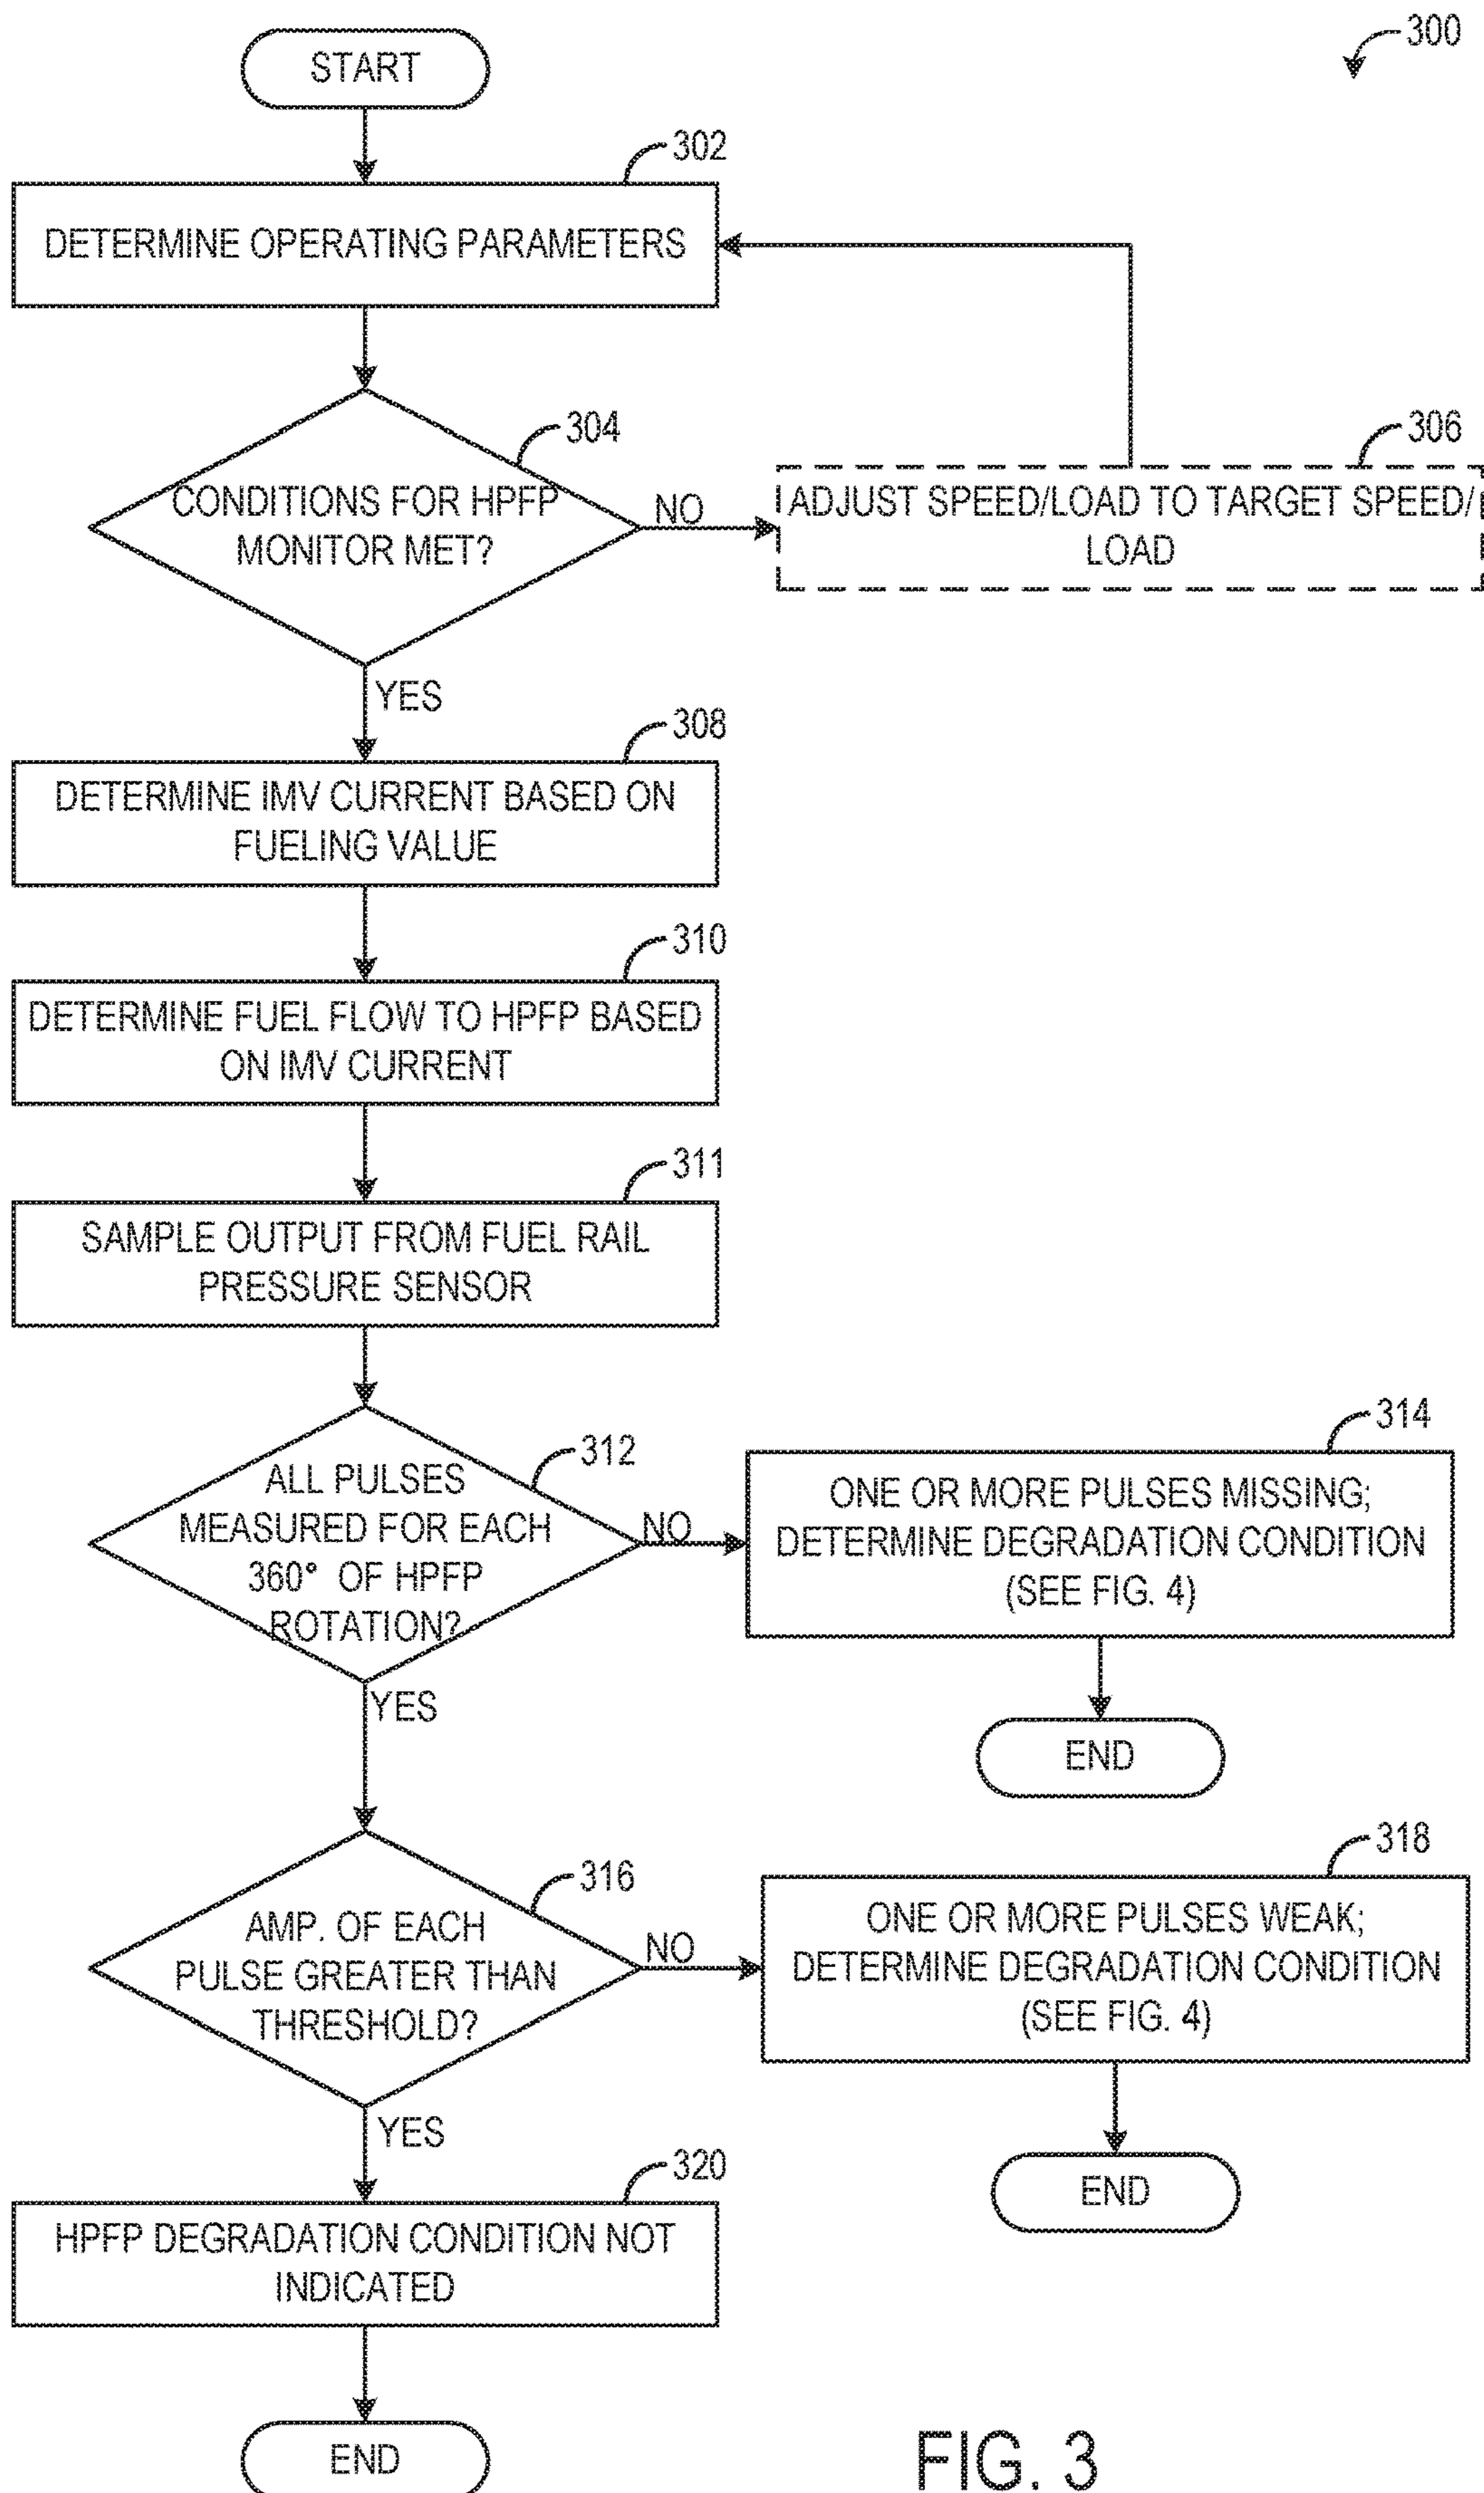 300
START
302
DETERMINE OPERATING PARAMETERS
304
CONDITIONS FOR HPFP
MONITOR MET?
NO
306
ADJUST SPEED/LOAD TO TARGET SPEED/
LOAD
YES
308
DETERMINE IMV CURRENT BASED ON
FUELING VALUE
310
DETERMINE FUEL FLOW TO HPFP BASED
ON IMV CURRENT
311
SAMPLE OUTPUT FROM FUEL RAIL
PRESSURE SENSOR
312
ALL PULSES
MEASURED FOR EACH
360° OF HPFP
ROTATION?
NO
314
ONE OR MORE PULSES MISSING;
DETERMINE DEGRADATION CONDITION
(SEE FIG. 4)
END
YES
316
AMP. OF EACH
PULSE GREATER THAN
THRESHOLD?
NO
318
ONE OR MORE PULSES WEAK;
DETERMINE DEGRADATION CONDITION
(SEE FIG. 4)
END
YES
320
HPFP DEGRADATION CONDITION NOT
INDICATED
END
FIG. 3